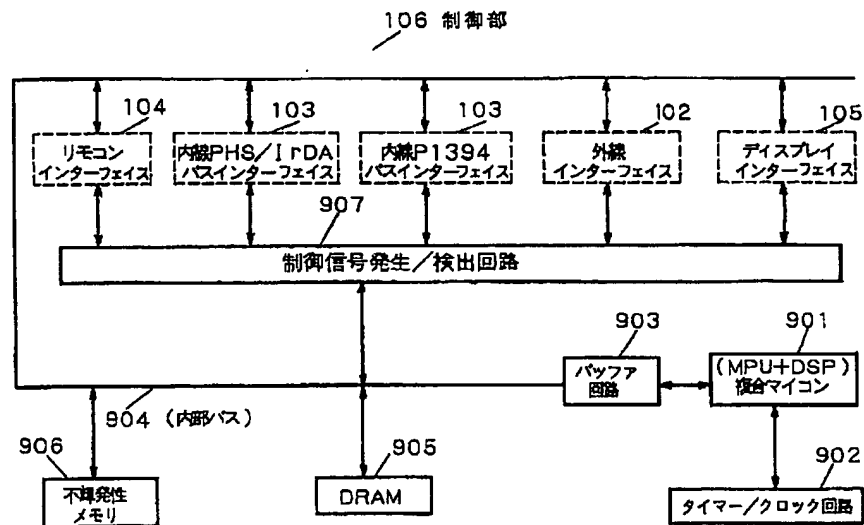 106 制御部
104
103
103
102
105
リモコン
インターフェイス
内線PHS/IrDA
バスインターフェイス
内線P1394
バスインターフェイス
外線
インターフェイス
ディスプレイ
インターフェイス
907
制御信号発生/検出回路
903
901
バッファ
回路
(MPU+DSP)
複合マイコン
904 (内部バス)
906
905
902
不揮発性
メモリ
DRAM
タイマー/クロック回路